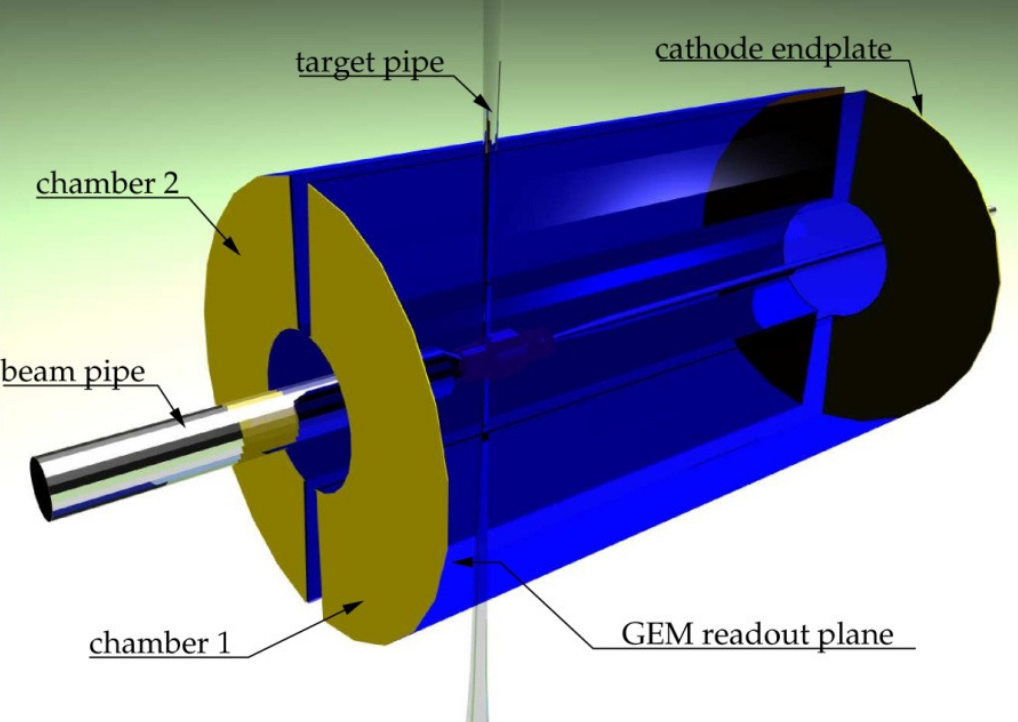 target pipe
cathode endplate
chamber 2
beam pipe
chamber 1
GEM readout plane